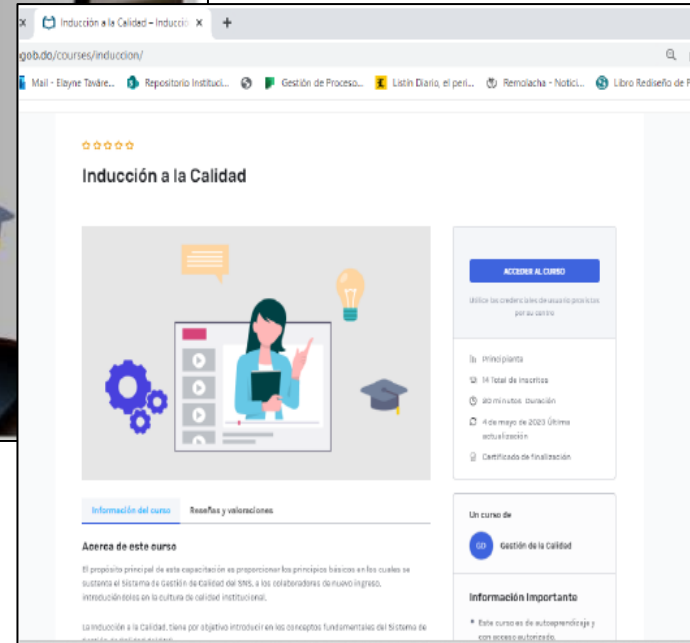 Inducción a la Calidad – Inducció
gob.do/courses/induccion/
Mail - Elayne Taváre...
Repositorio Instituci...
Gestión de Proceso...
Listín Diario, el peri...
Remolacha - Notici...
Libro Rediseño de P
Inducción a la Calidad
ACCEDER AL CURSO
Utilice las credenciales de usuario provistas
por su centro
Principiante
14 Total de inscritos
20 minutos Duración
4 de mayo de 2023 Última
actualización
Certificado de finalización
Información del curso
Reseñas y valoraciones
Un curso de
GD
Gestión de la Calidad
Acerca de este curso
El propósito principal de esta capacitación es proporcionar los principios básicos en los cuales se
sustenta el Sistema de Gestión de Calidad del SNS, a los colaboradores de nuevo ingreso,
introduciéndolos en la cultura de calidad institucional.
La Inducción a la Calidad, tiene por objetivo introducir en los conceptos fundamentales del Sistema de
Información Importante
Este curso es de autoaprendizaje y
con acceso autorizado.